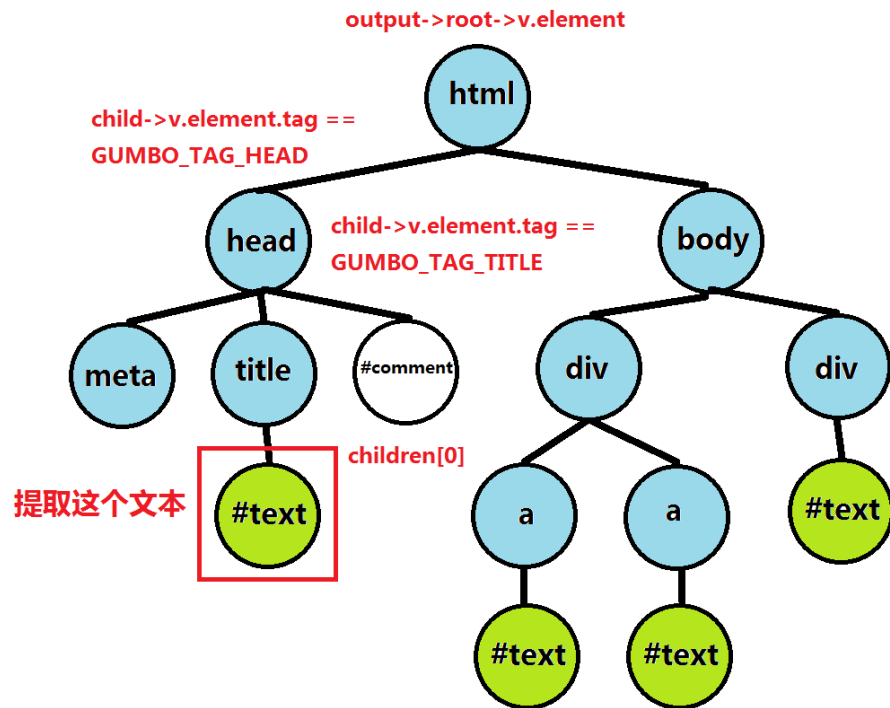 output->root->v.element
html
child->v.element.tag ==
GUMBO_TAG_HEAD
head
child->v.element.tag ==
GUMBO_TAG_TITLE
body
meta
title
#comment
div
div
children[0]
提取这个文本
#text
a
a
#text
#text
#text